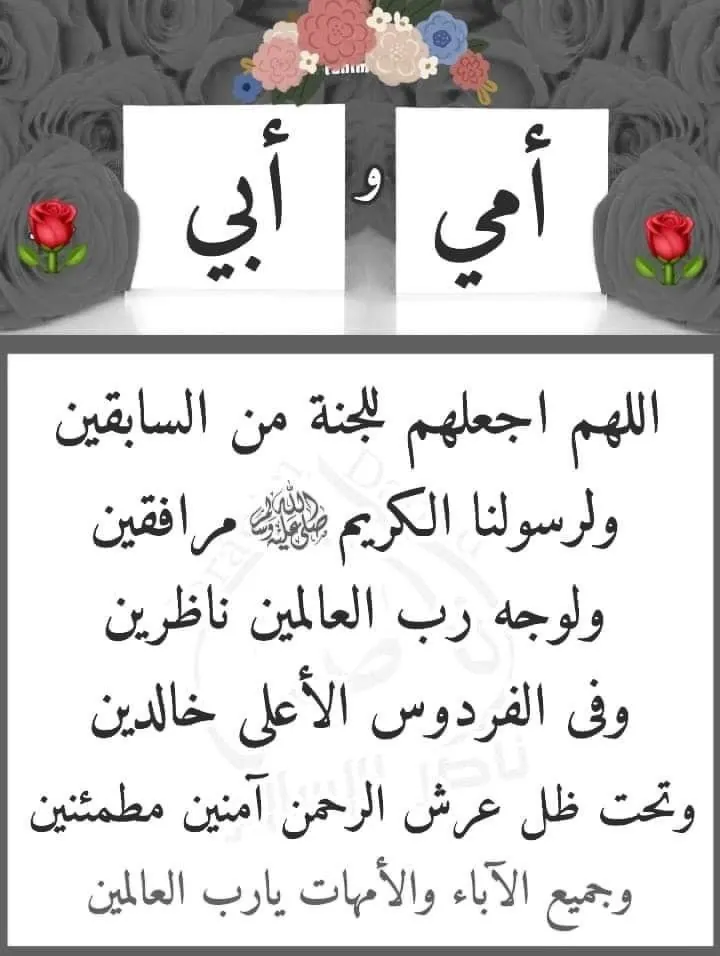 أمي و أبي
اللهم اجعلهم للجنة من السابقين
ولرسولنا الكريم ﷺ مرافقين
ولوجه رب العالمين ناظرين
وفى الفردوس الأعلى خالدين
وتحت ظل عرش الرحمن آمنين مطمئنين
وجميع الآباء والأمهات يارب العالمين